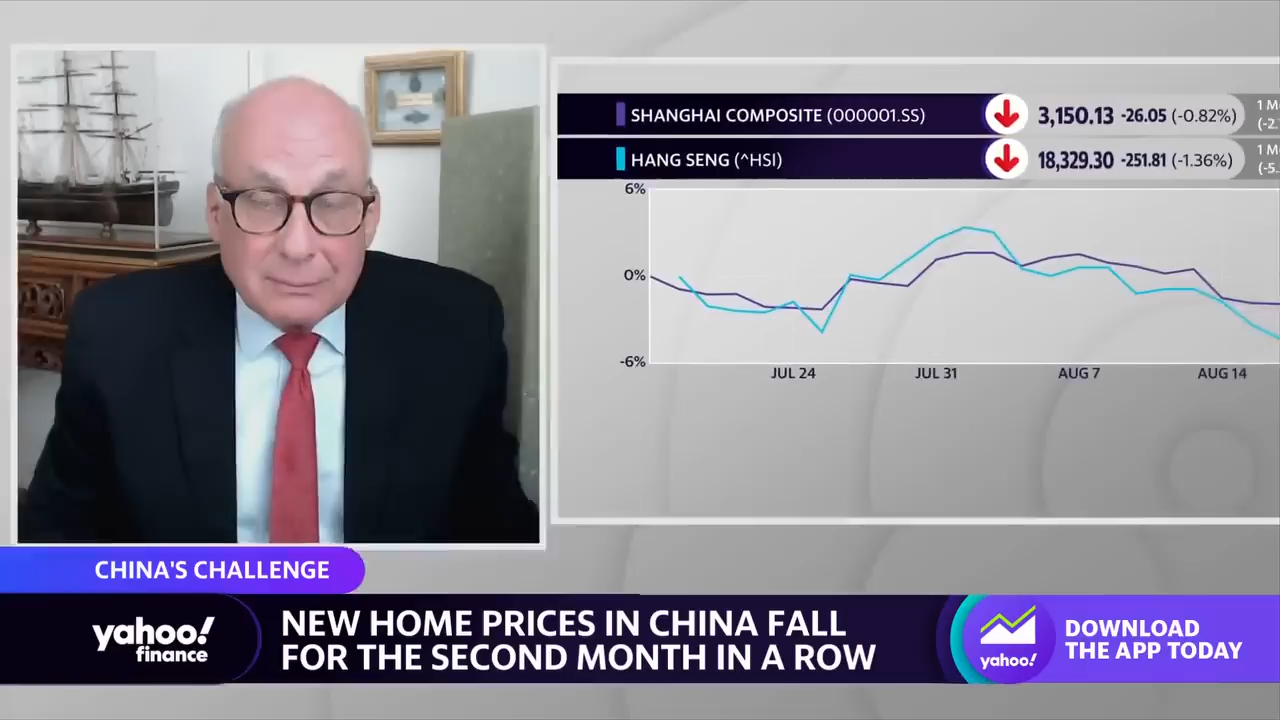 SHANGHAI COMPOSITE (000001.SS) 3,150.13 -26.05 (-0.82%)
HANG SENG (^HSI) 18,329.30 -251.81 (-1.36%)
6%
0%
-6%
JUL 24 JUL 31 AUG 7 AUG 14
CHINA'S CHALLENGE
yahoo!
finance
NEW HOME PRICES IN CHINA FALL
FOR THE SECOND MONTH IN A ROW
yahoo!
DOWNLOAD
THE APP TODAY